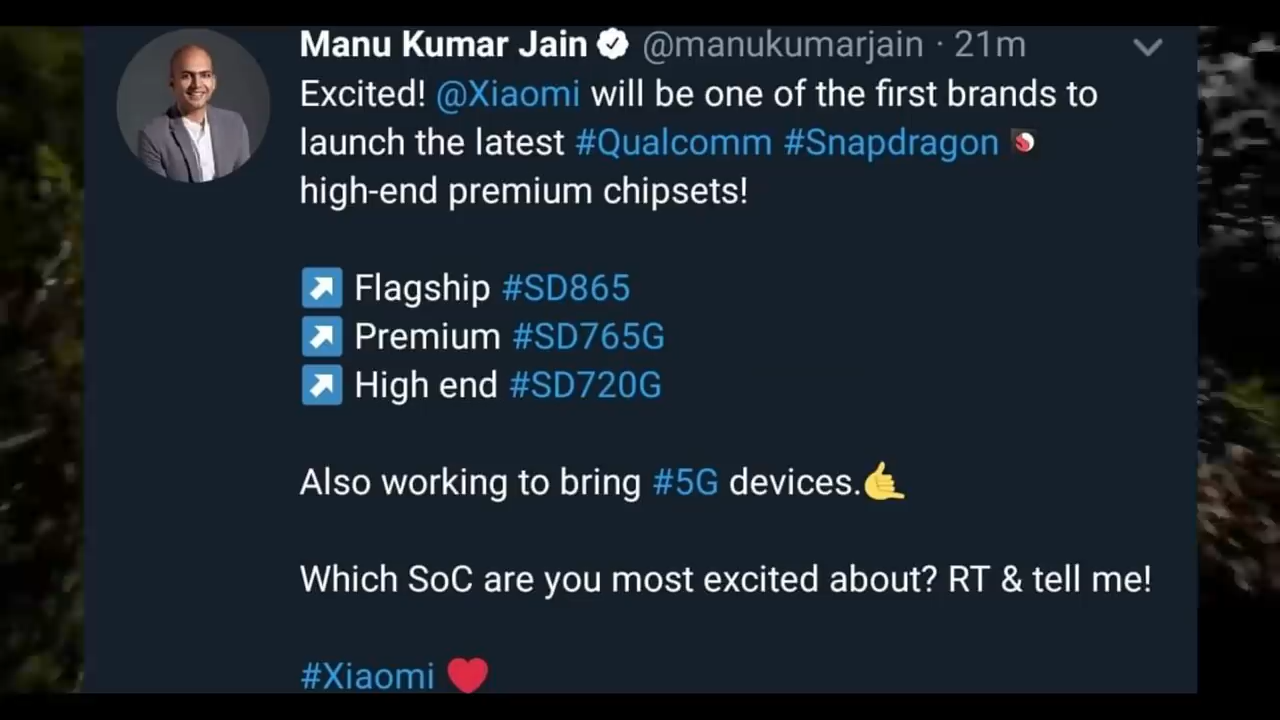 Manu Kumar Jain @manukumarjain · 21m
Excited! @Xiaomi will be one of the first brands to
launch the latest #Qualcomm #Snapdragon
high-end premium chipsets!
↗ Flagship #SD865
↗ Premium #SD765G
↗ High end #SD720G
Also working to bring #5G devices.🤙
Which SoC are you most excited about? RT & tell me!
#Xiaomi ❤️